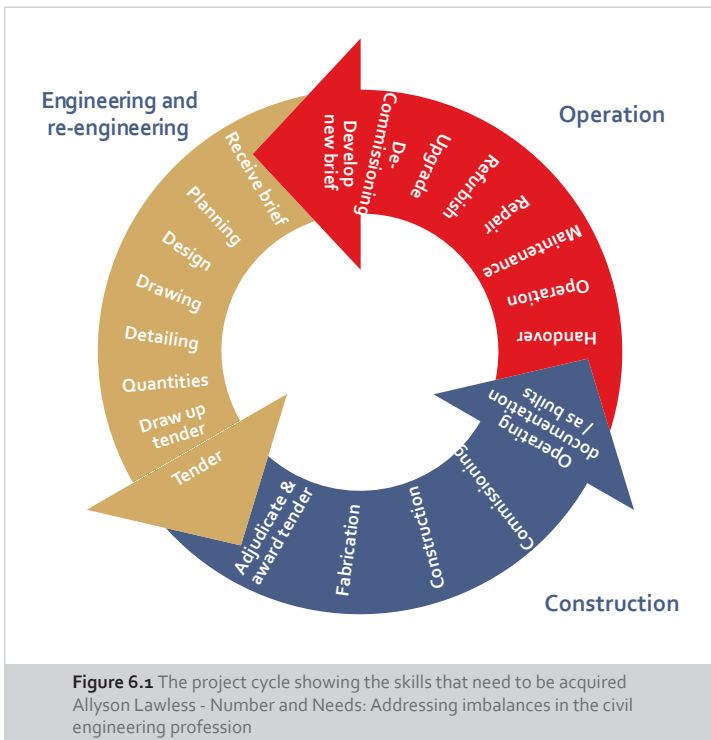 Engineering and
re-engineering
Operation
Receive brief
Planning
Design
Drawing
Detailing
Quantities
Draw up
tender
Tender
Adjudicate &
award tender
Fabrication
Construction
Commissioning
Operating
documentation
/ as builts
Handover
Operation
Maintenance
Repair
Refurbish
Upgrade
De-
Commissioning
Develop
new brief
Construction
Figure 6.1 The project cycle showing the skills that need to be acquired
Allyson Lawless - Number and Needs: Addressing imbalances in the civil
engineering profession